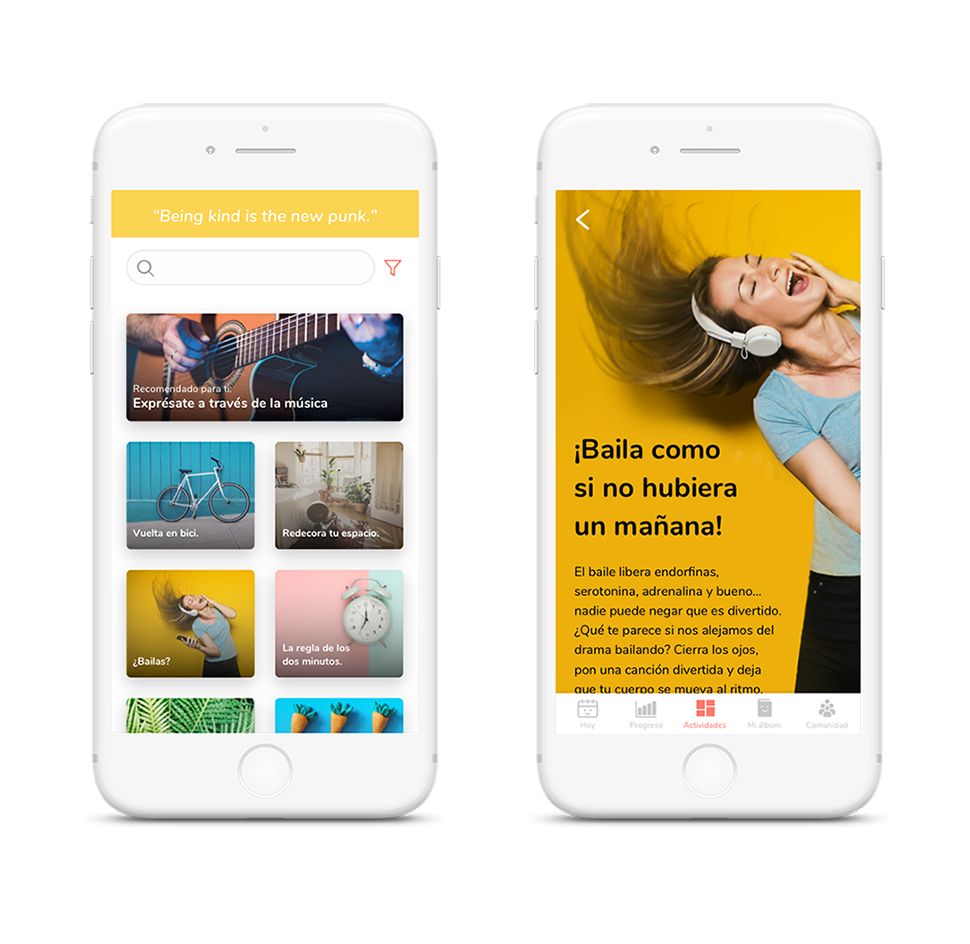 “Being kind is the new punk.”
Recomendado para ti:
Exprésate a través de la música
Vuelta en bici.
Redecora tu espacio.
¿Bailas?
La regla de los
dos minutos.
¡Baila como
si no hubiera
un mañana!
El baile libera endorfinas,
serotonina, adrenalina y bueno...
nadie puede negar que es divertido.
¿Qué te parece si nos alejamos del
drama bailando? Cierra los ojos,
pon una canción divertida y deja
que tu cuerpo se mueva al ritmo.
Hoy
Progreso
Actividades
Mi álbum
Comunidad